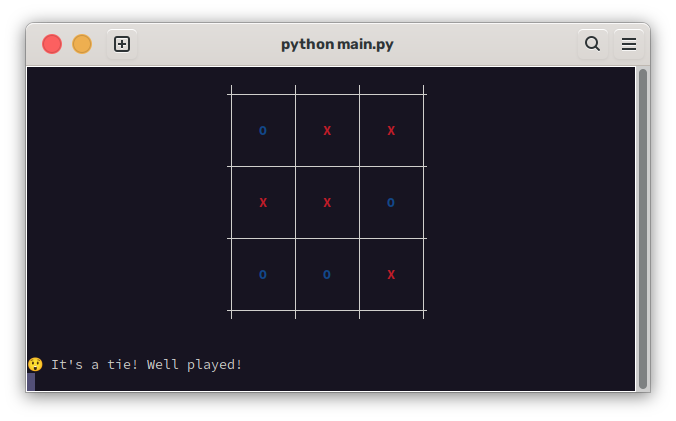 python main.py
O X X
X X O
O O X
😲 It's a tie! Well played!